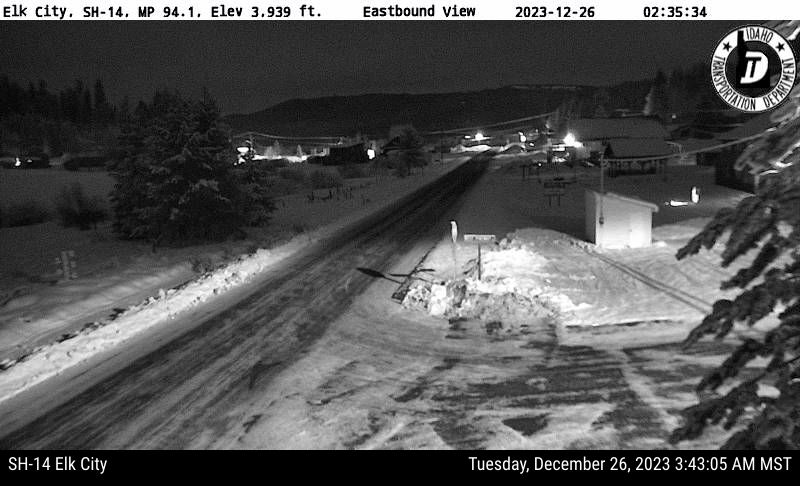 Elk City, SH-14, MP 94.1, Elev 3,939 ft. Eastbound View 2023-12-26 02:35:34
IDAHO
TRANSPORTATION DEPARTMENT
SH-14 Elk City Tuesday, December 26, 2023 3:43:05 AM MST